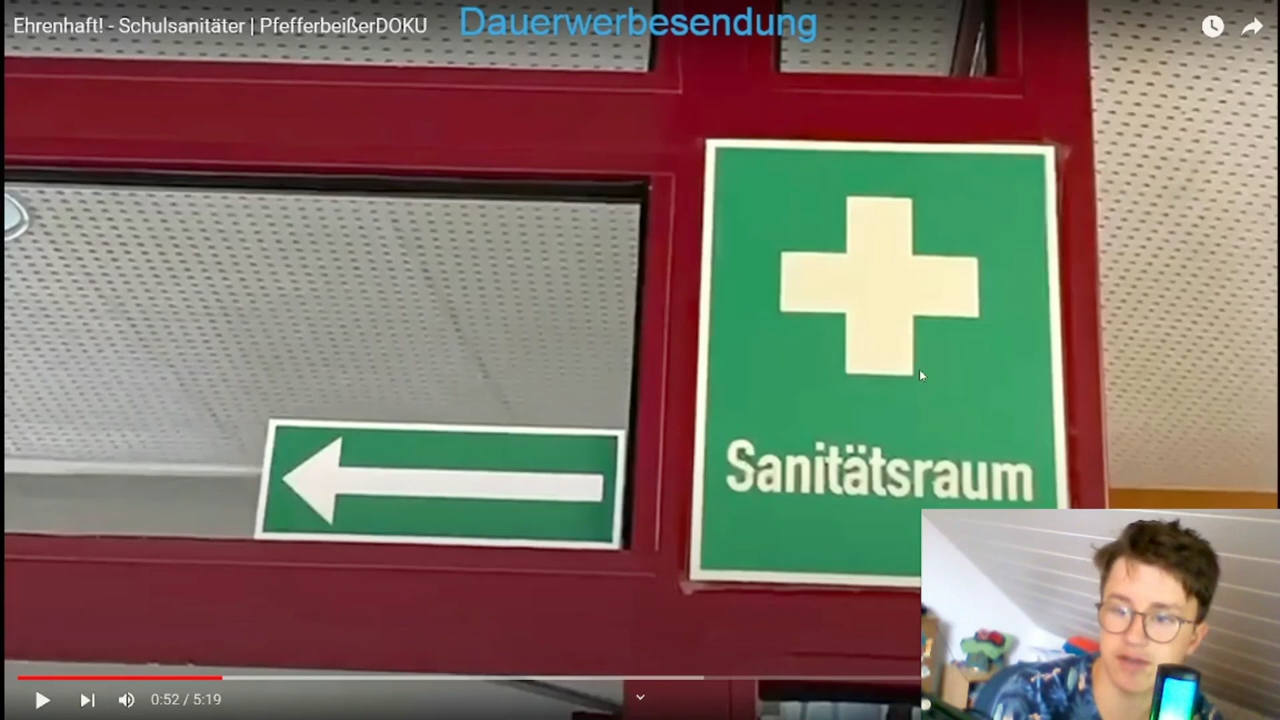 Ehrenhaft! - Schulsanitäter | PfefferbeißerDOKU
Dauerwerbesendung
Sanitätsraum
0:52 / 5:19